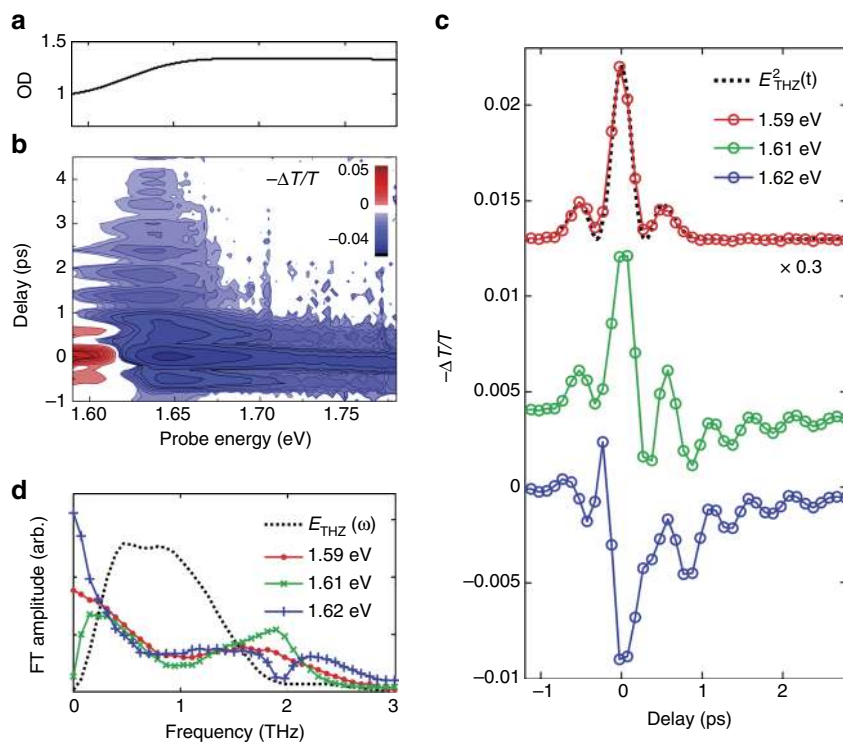 a
1.5
1
OD
b
−ΔT/T
0.05
0
−0.04
4
3
2
1
0
−1
Delay (ps)
1.60
1.65
1.70
1.75
Probe energy (eV)
c
E²THZ(t)
1.59 eV
1.61 eV
1.62 eV
× 0.3
0.02
0.015
0.01
0.005
0
−0.005
−0.01
−ΔT/T
−1
0
1
2
Delay (ps)
d
ETHZ (ω)
1.59 eV
1.61 eV
1.62 eV
FT amplitude (arb.)
0
1
2
3
Frequency (THz)